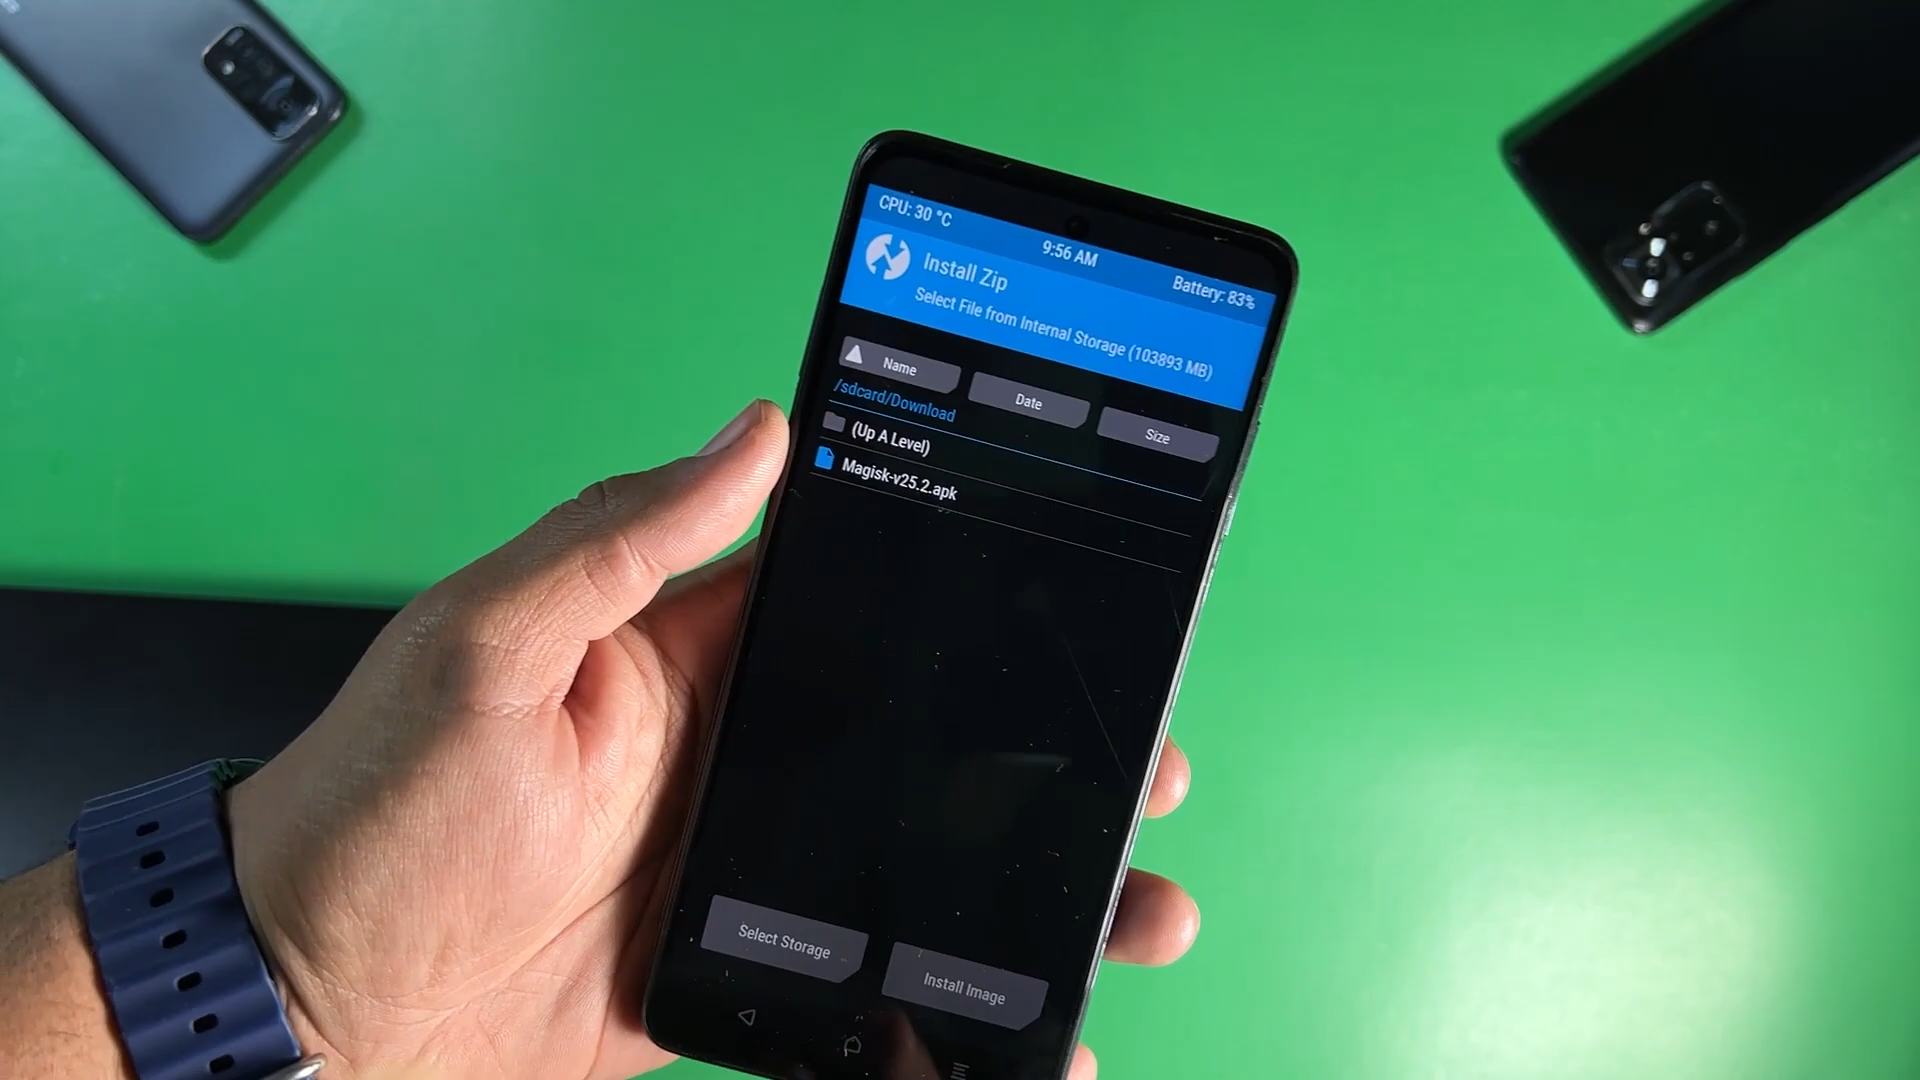 CPU: 30 °C
9:56 AM
Battery: 83%
Install Zip
Select File from Internal Storage (103893 MB)
Name
Date
Size
/sdcard/Download
(Up A Level)
Magisk-v25.2.apk
Select Storage
Install Image